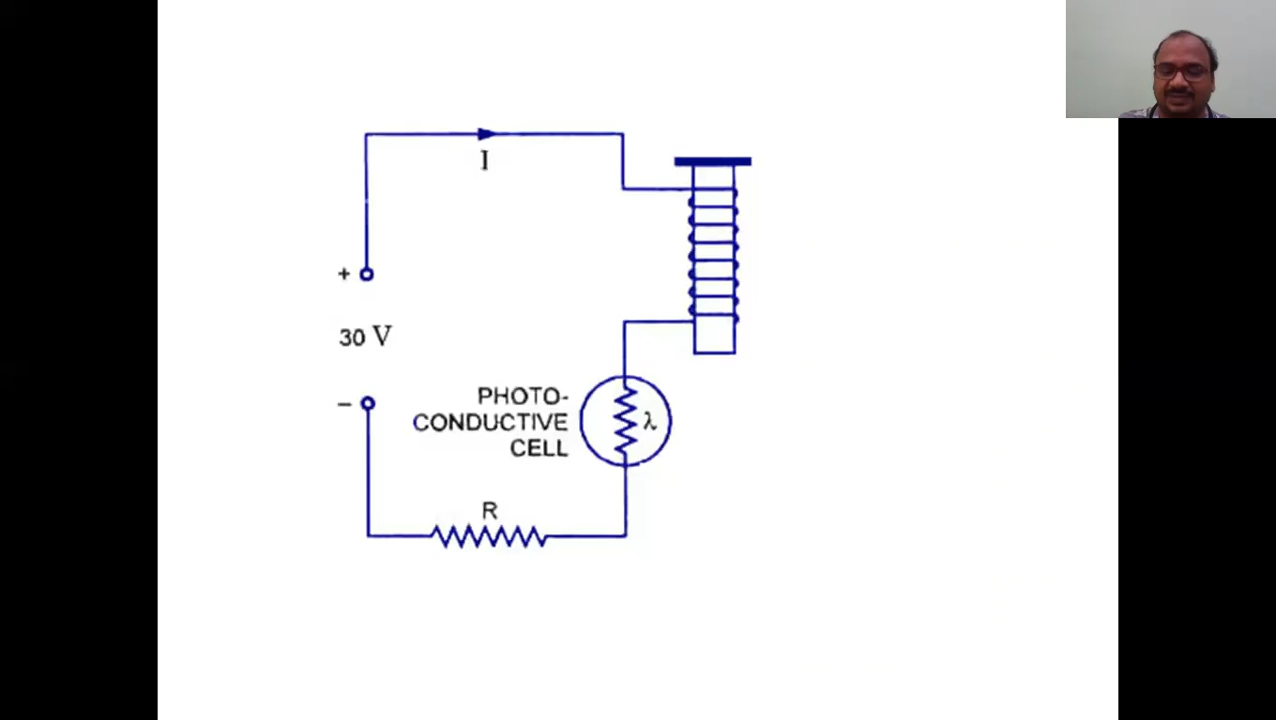 I
+
30 V
–
PHOTO-
CONDUCTIVE
CELL
λ
R